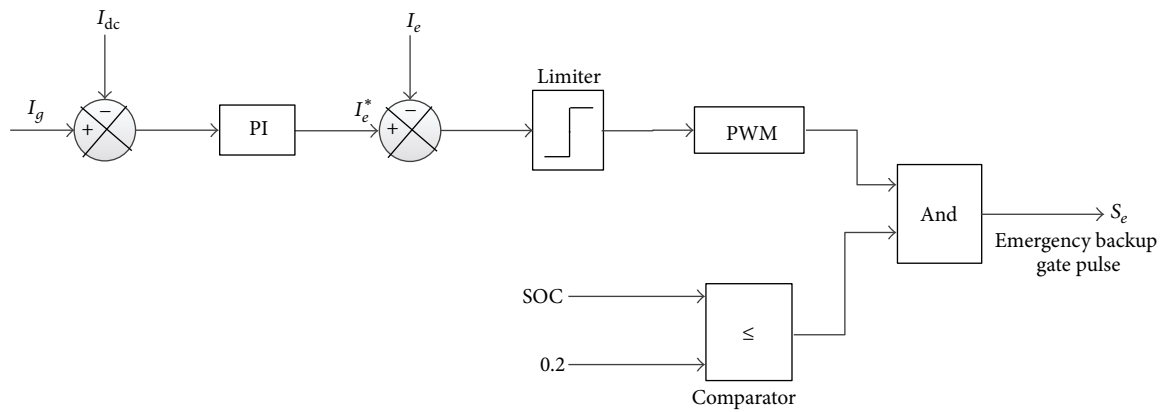 I_dc
I_e
Limiter
I_g
−
+
PI
I_e^*
−
+
PWM
And
S_e
Emergency backup
gate pulse
SOC
0.2
≤
Comparator